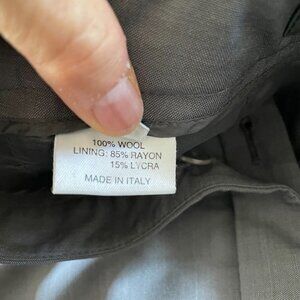 100% WOOL
LINING: 85% RAYON
15% LYCRA
MADE IN ITALY